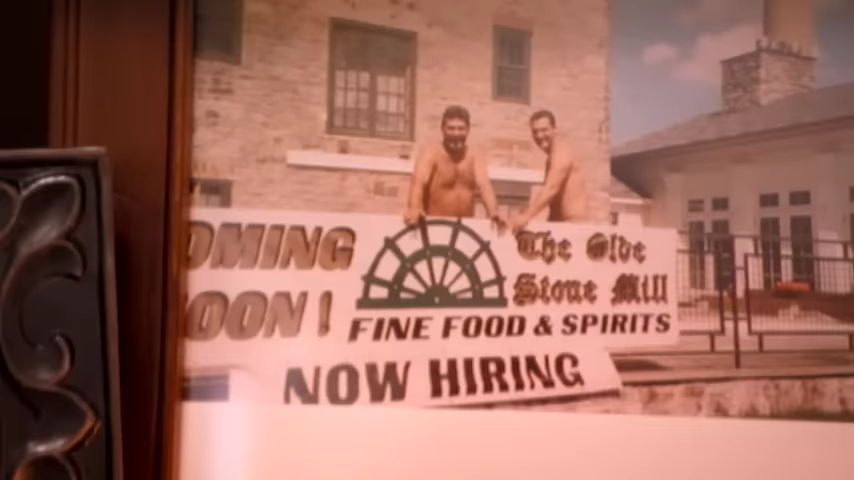 OMING
OON!
The Olde
Stone Mill
FINE FOOD & SPIRITS
NOW HIRING